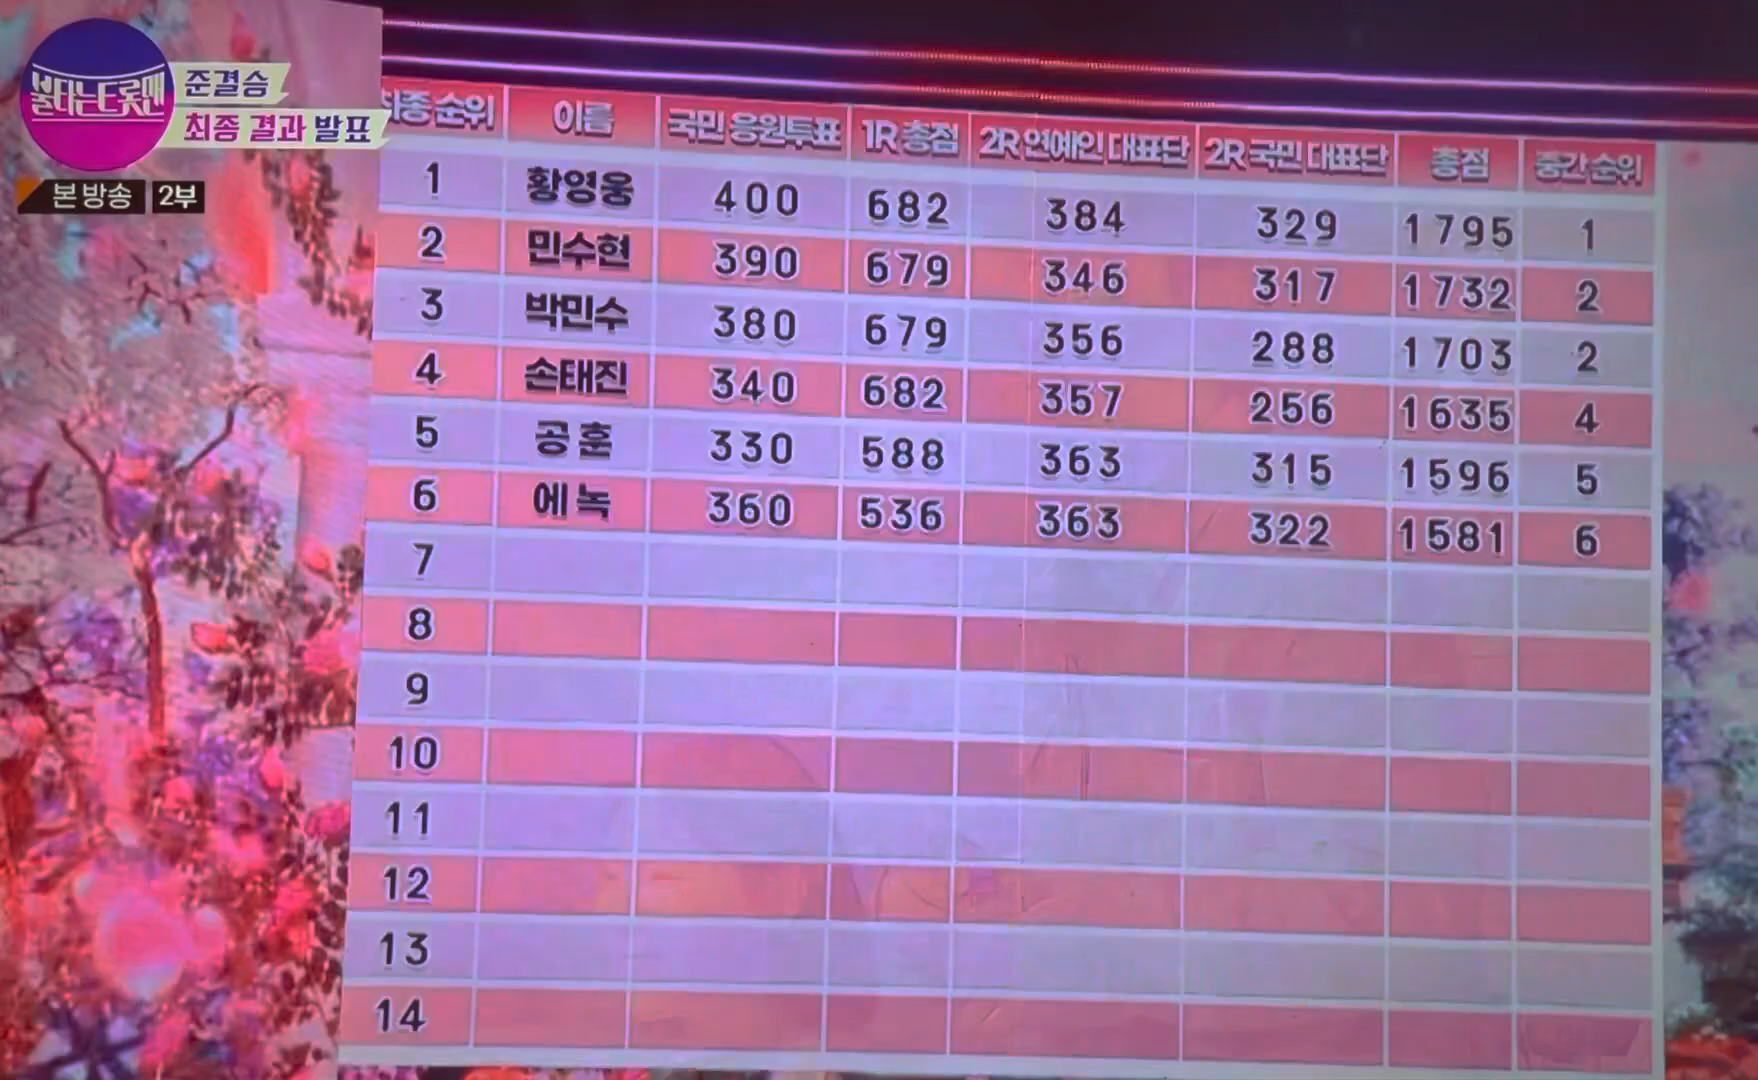 불타는트롯맨
준결승
최종 결과 발표
본 방송 2부
최종 순위 이름 국민 응원투표 1R 총점 2R 연예인 대표단 2R 국민 대표단 총점 중간 순위
1 황영웅 400 682 384 329 1795 1
2 민수현 390 679 346 317 1732 2
3 박민수 380 679 356 288 1703 2
4 손태진 340 682 357 256 1635 4
5 공훈 330 588 363 315 1596 5
6 에녹 360 536 363 322 1581 6
7
8
9
10
11
12
13
14